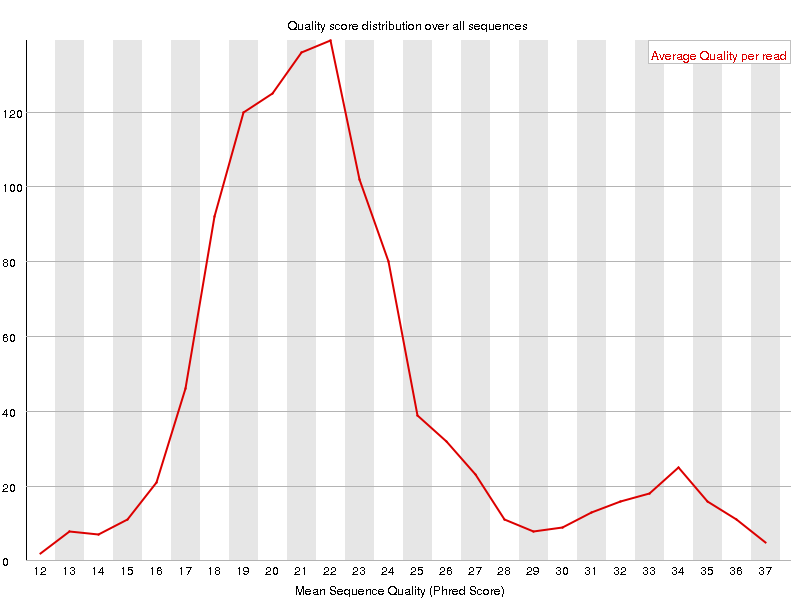 Quality score distribution over all sequences
Average Quality per read
120
100
80
60
40
20
0
12 13 14 15 16 17 18 19 20 21 22 23 24 25 26 27 28 29 30 31 32 33 34 35 36 37
Mean Sequence Quality (Phred Score)